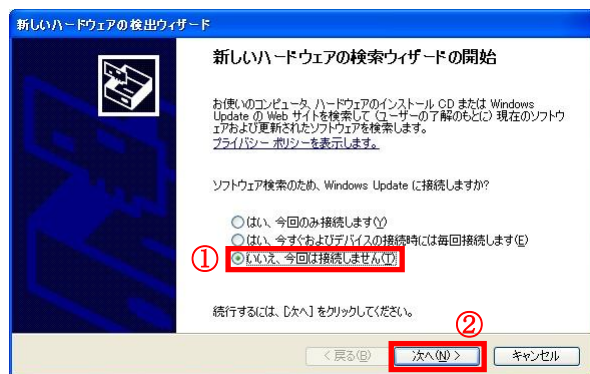 新しいハードウェアの検出ウィザード
新しいハードウェアの検索ウィザードの開始
お使いのコンピュータ、ハードウェアのインストール CD または Windows
Update の Web サイトを検索して (ユーザーの了解のもとに) 現在のソフトウ
ェアおよび更新されたソフトウェアを検索します。
プライバシー ポリシーを表示します。
ソフトウェア検索のため、Windows Update に接続しますか?
はい、今回のみ接続します(Y)
はい、今すぐおよびデバイスの接続時には毎回接続します(E)
① いいえ、今回は接続しません(T)
続行するには、[次へ] をクリックしてください。
②
< 戻る(B) 次へ(N) > キャンセル